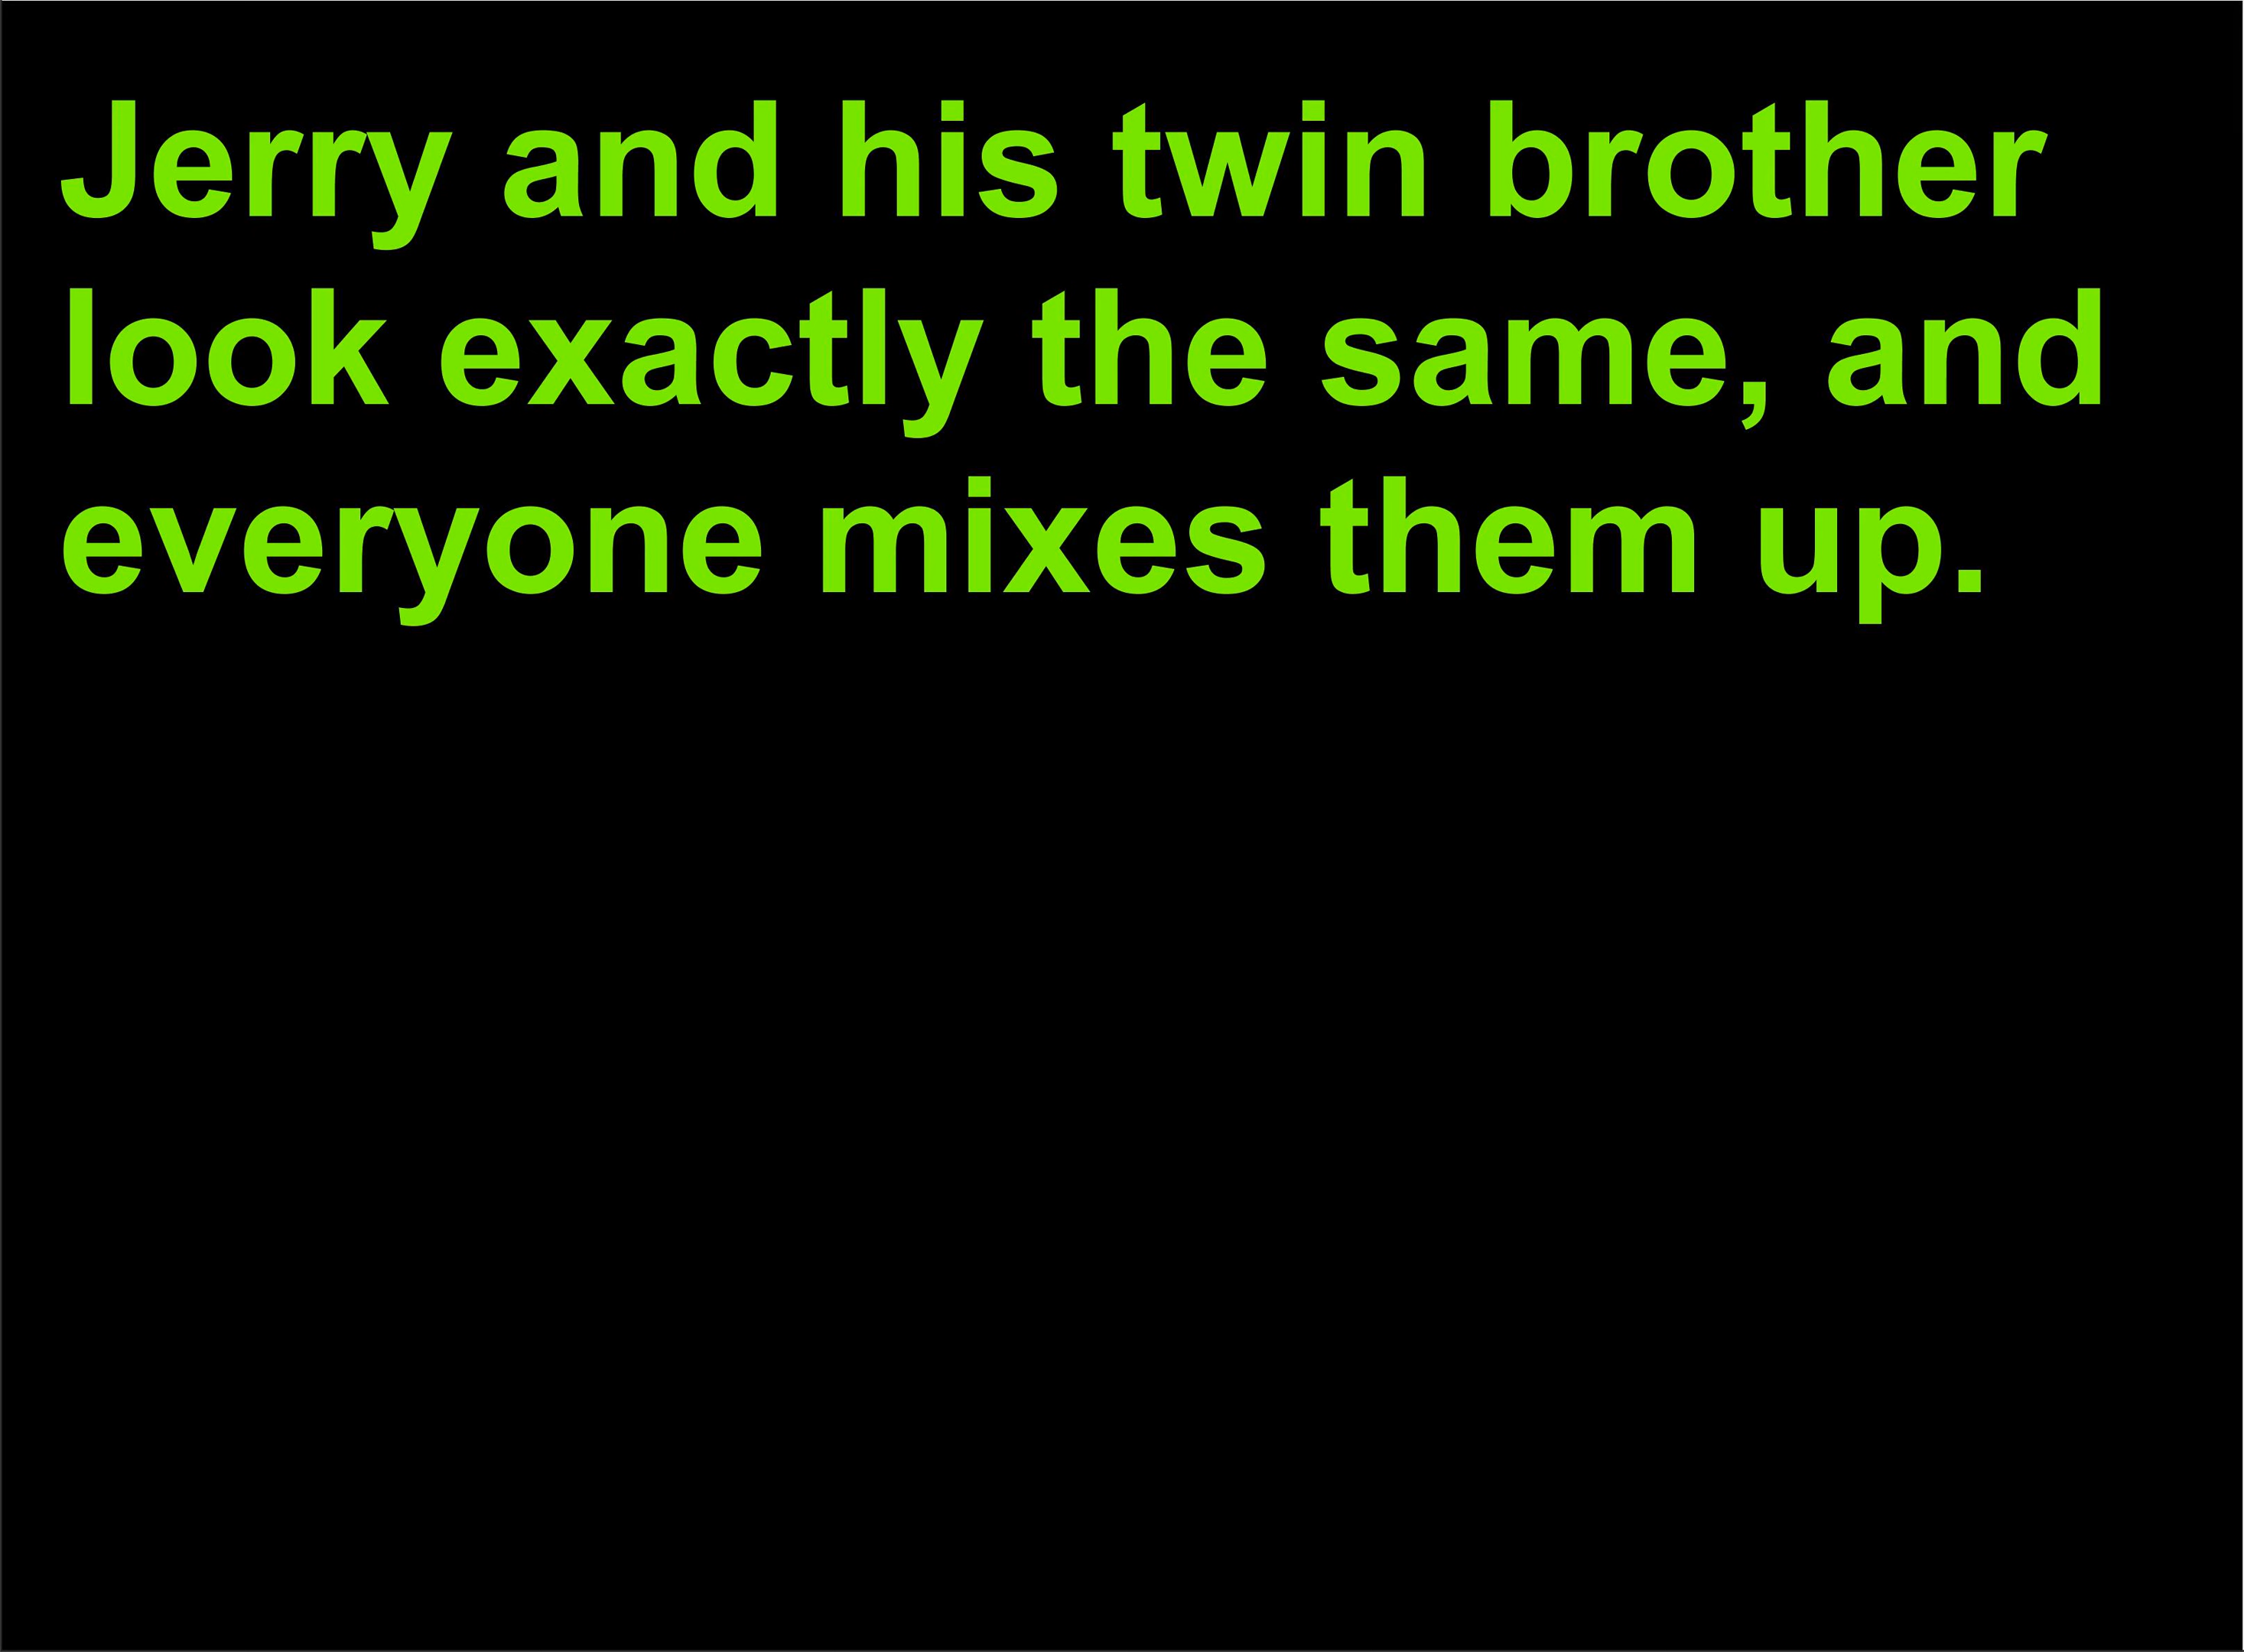 Jerry and his twin brother
look exactly the same, and
everyone mixes them up.